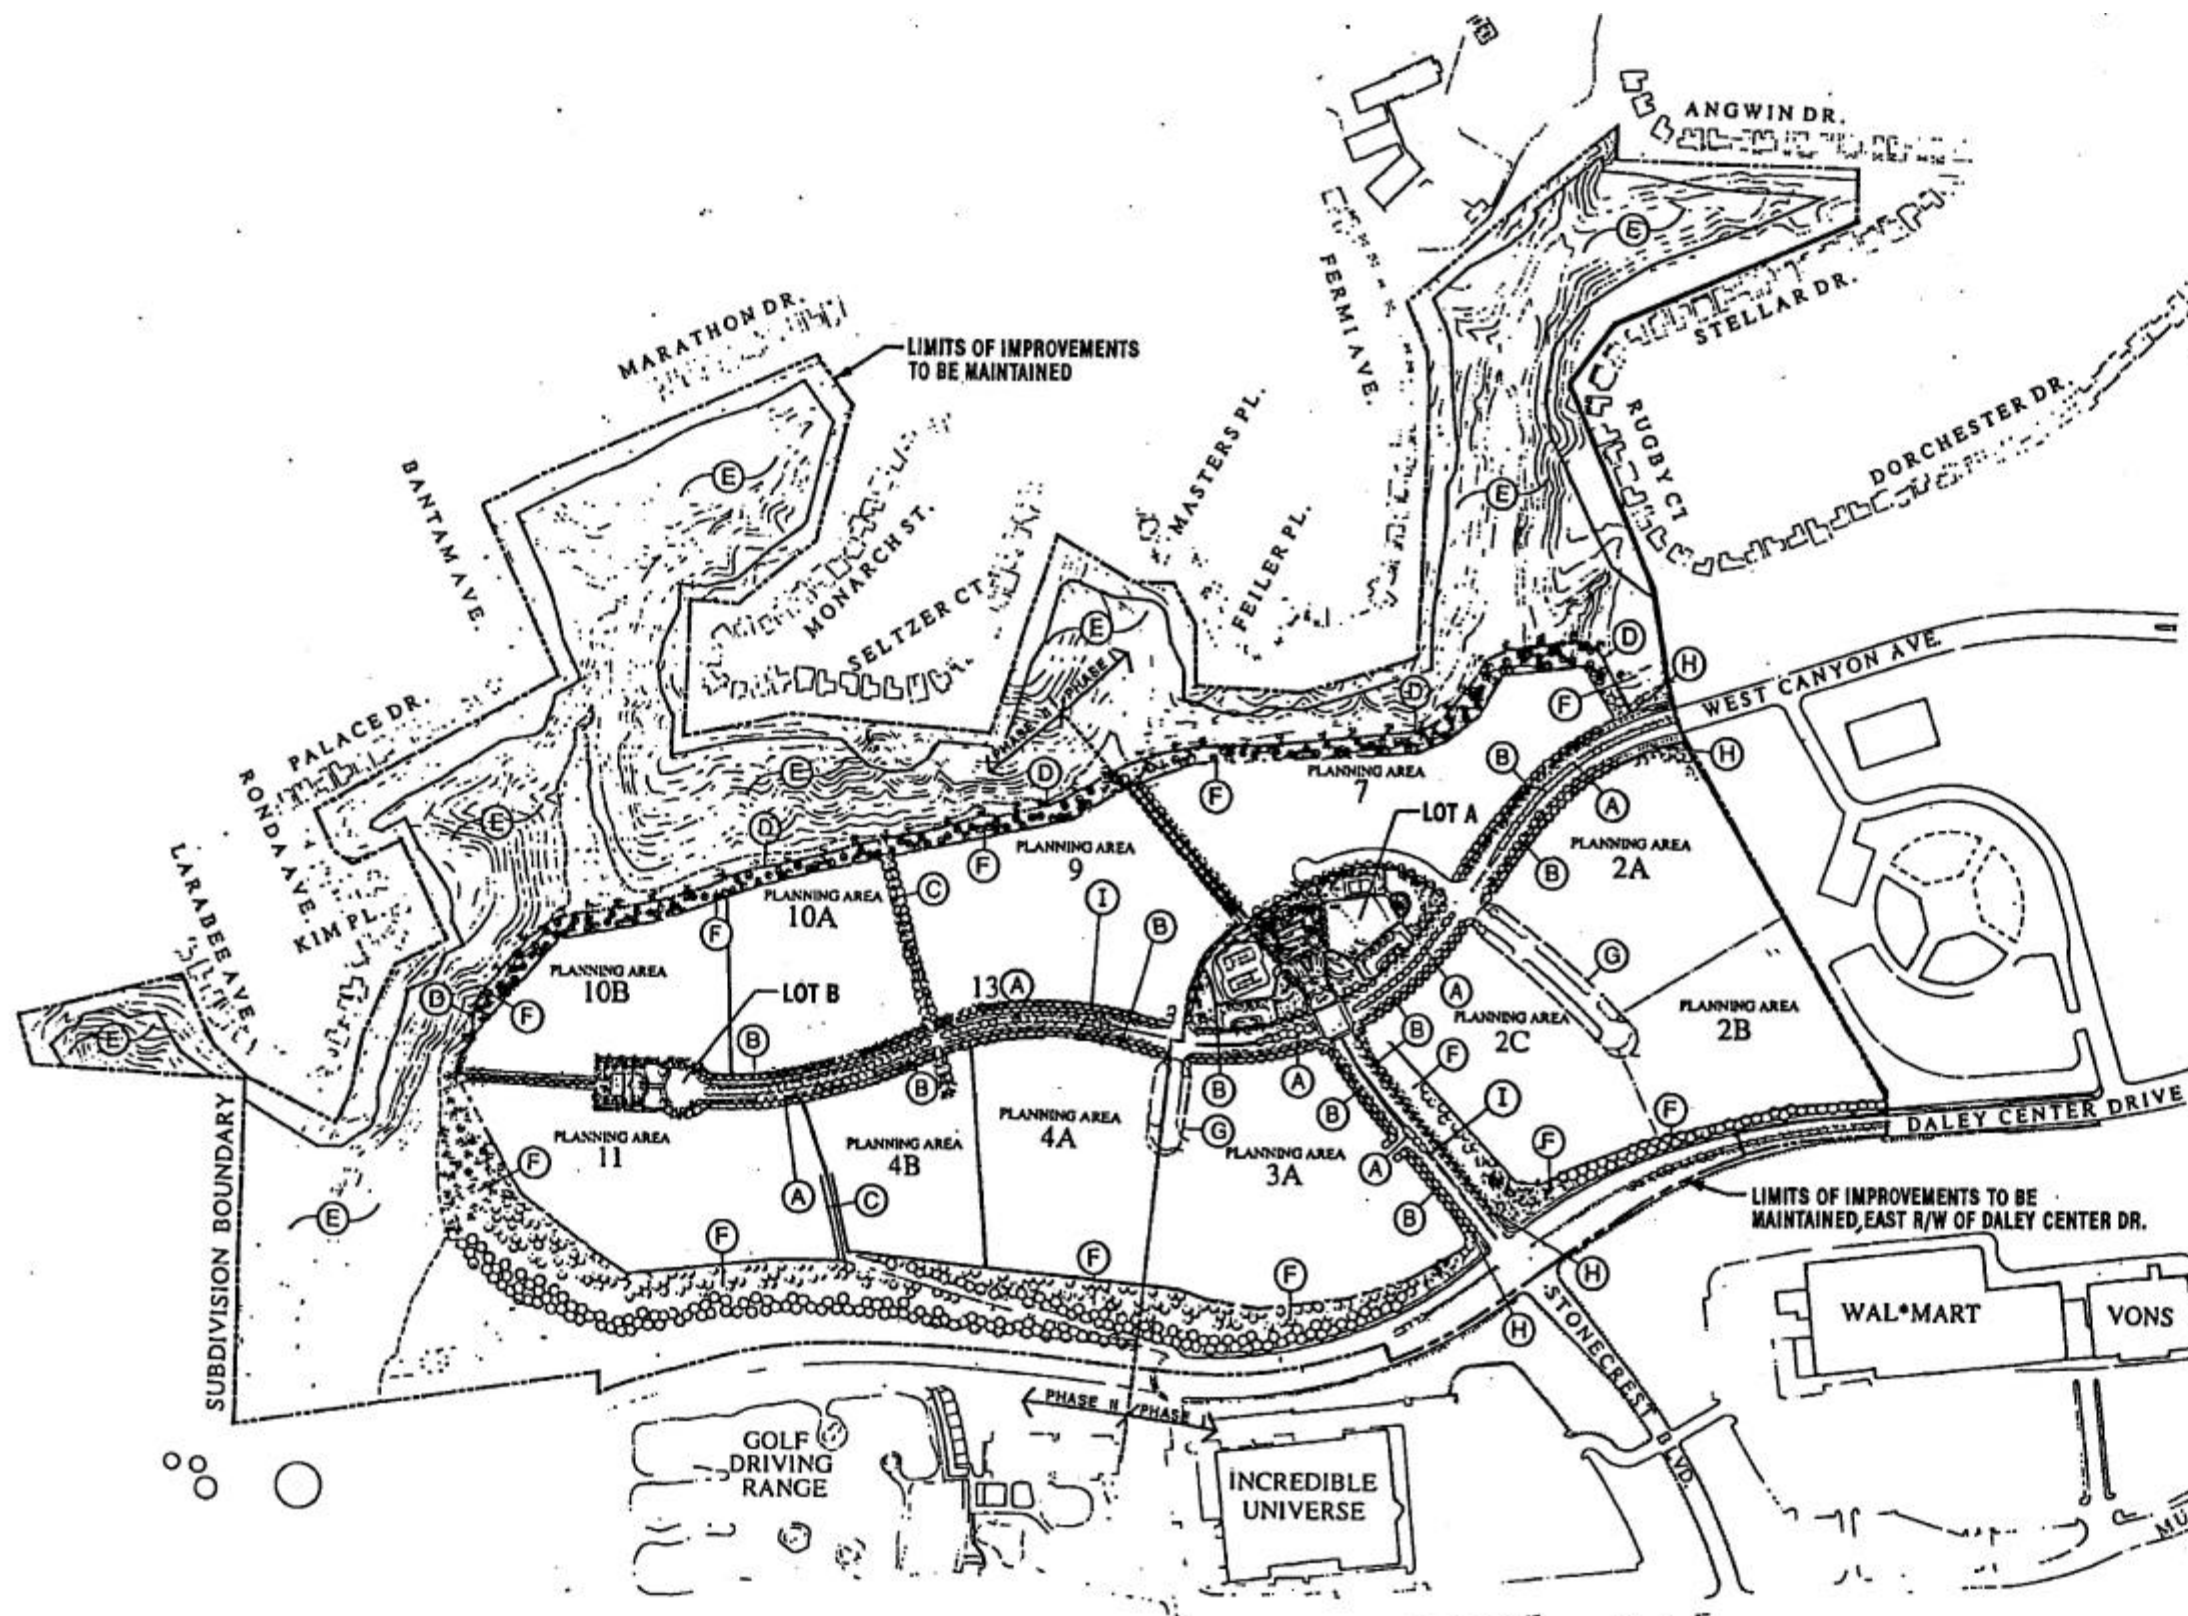 ANGWIN DR.
E
FERMI AVE.
STELLAR DR.
MARATHON DR.
LIMITS OF IMPROVEMENTS
TO BE MAINTAINED
DORCHESTER DR.
RUGBY CT
MASTERS PL.
BANTAM AVE.
E
E
MONARCH ST.
FEILER PL.
SELTZER CT
E
D
H
PHASE II
PHASE I
D
F
WEST CANYON AVE.
PALACE DR.
E
D
B
H
PLANNING AREA
7
F
A
RONDA AVE.
E
D
LOT A
LARABEE AVE.
F
PLANNING AREA
9
PLANNING AREA
2A
B
KIM PL.
PLANNING AREA
10A
C
I
F
B
G
PLANNING AREA
10B
D
F
LOT B
13
A
A
PLANNING AREA
2C
PLANNING AREA
2B
E
B
B
F
B
B
A
B
I
SUBDIVISION BOUNDARY
PLANNING AREA
11
PLANNING AREA
4B
PLANNING AREA
4A
G
PLANNING AREA
3A
F
DALEY CENTER DRIVE
F
F
A
A
C
LIMITS OF IMPROVEMENTS TO BE
MAINTAINED, EAST R/W OF DALEY CENTER DR.
E
B
F
F
F
H
H
STONECREST BLVD.
WAL*MART
VONS
PHASE II
PHASE I
GOLF
DRIVING
RANGE
INCREDIBLE
UNIVERSE